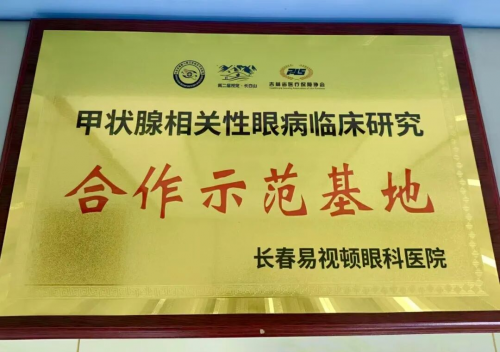 PLS
甲状腺相关性眼病临床研究
合作示范基地
长春易视顿眼科医院